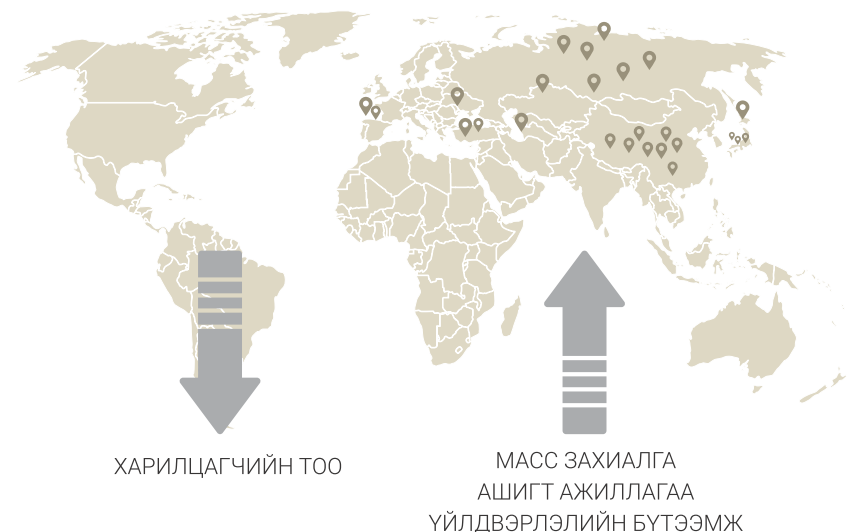 ХАРИЛЦАГЧИЙН ТОО
МАСС ЗАХИАЛГА
АШИГТ АЖИЛЛАГАА
ҮЙЛДВЭРЛЭЛИЙН БҮТЭЭМЖ